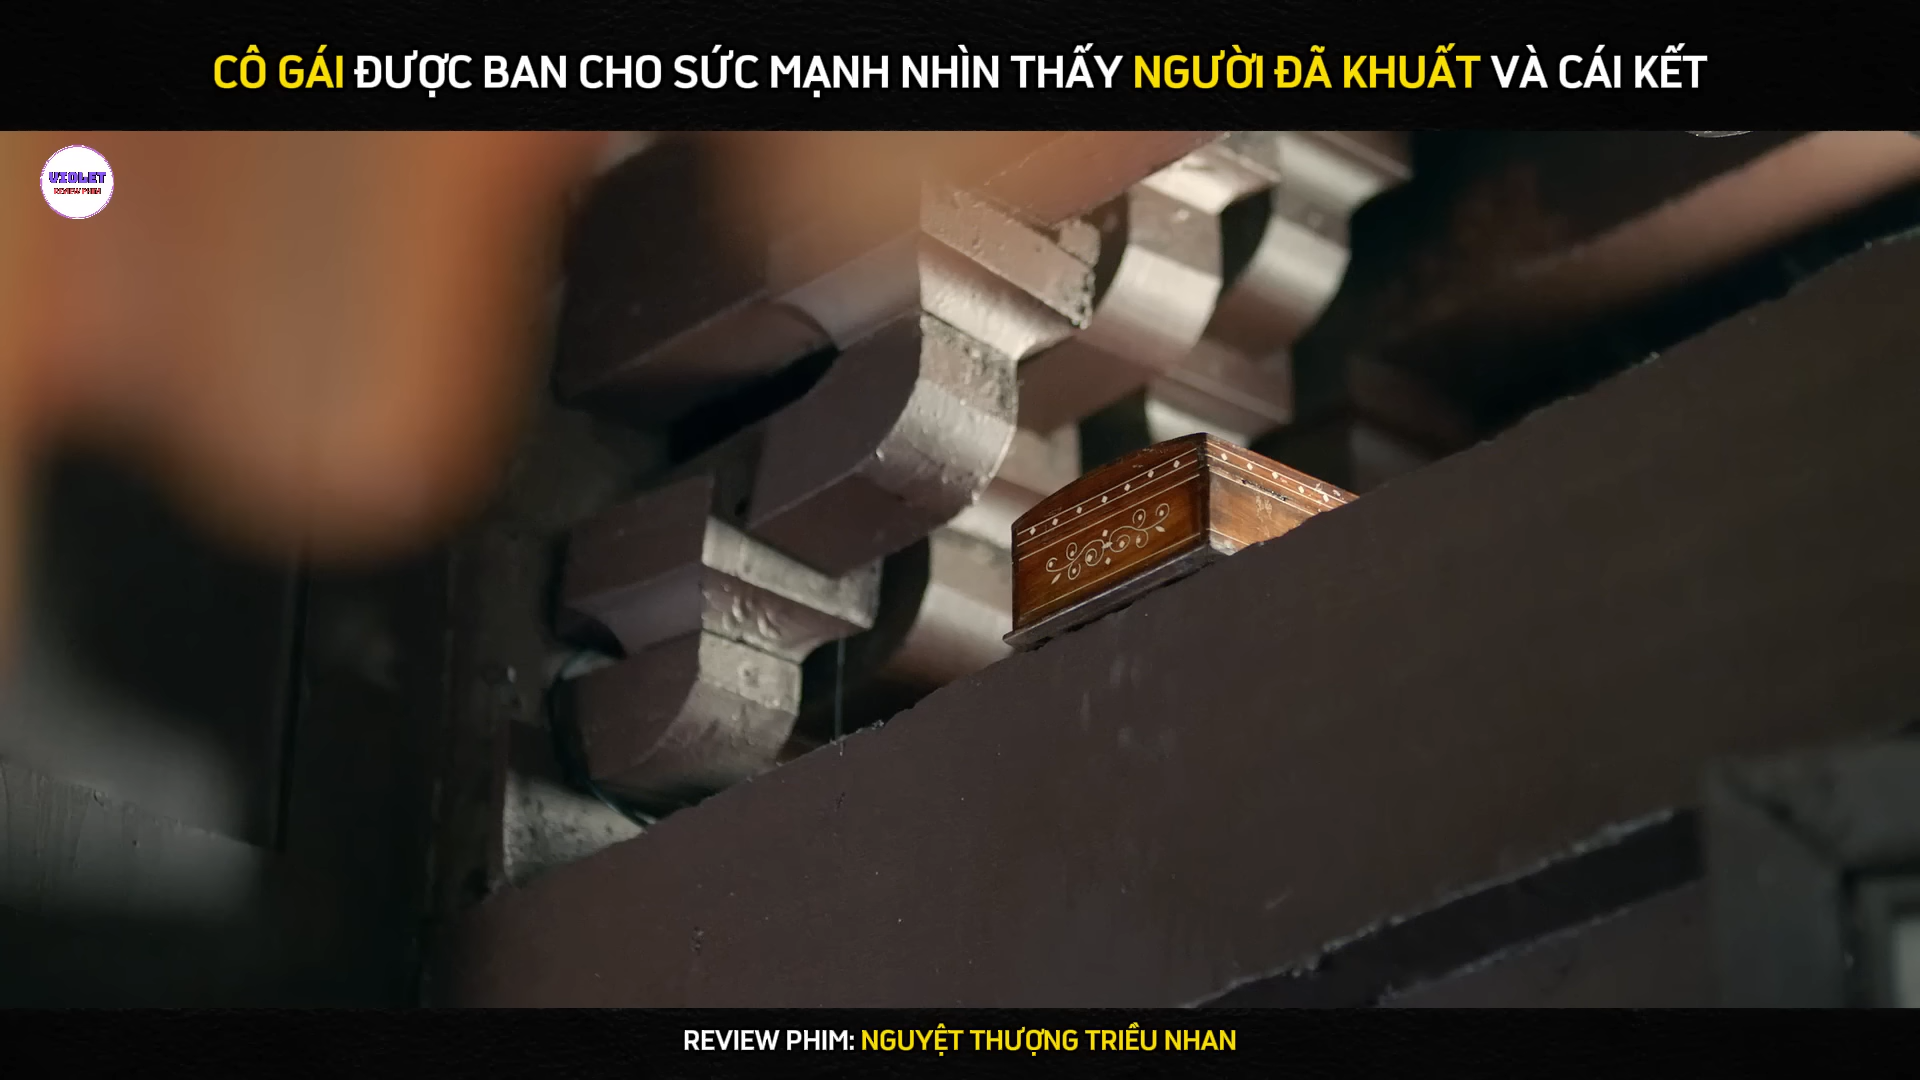 CÔ GÁI ĐƯỢC BAN CHO SỨC MẠNH NHÌN THẤY NGƯỜI ĐÃ KHUẤT VÀ CÁI KẾT
VIOLET
REVIEW PHIM
REVIEW PHIM: NGUYỆT THƯỢNG TRIỀU NHAN